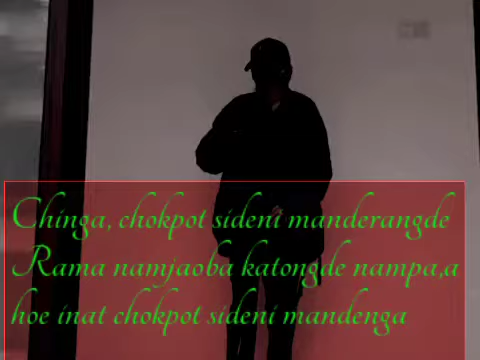 Chinga, chokpot sideni manderangde
Rama namjaoba katongde nampa,a
hoe inat chokpot sideni mandenga